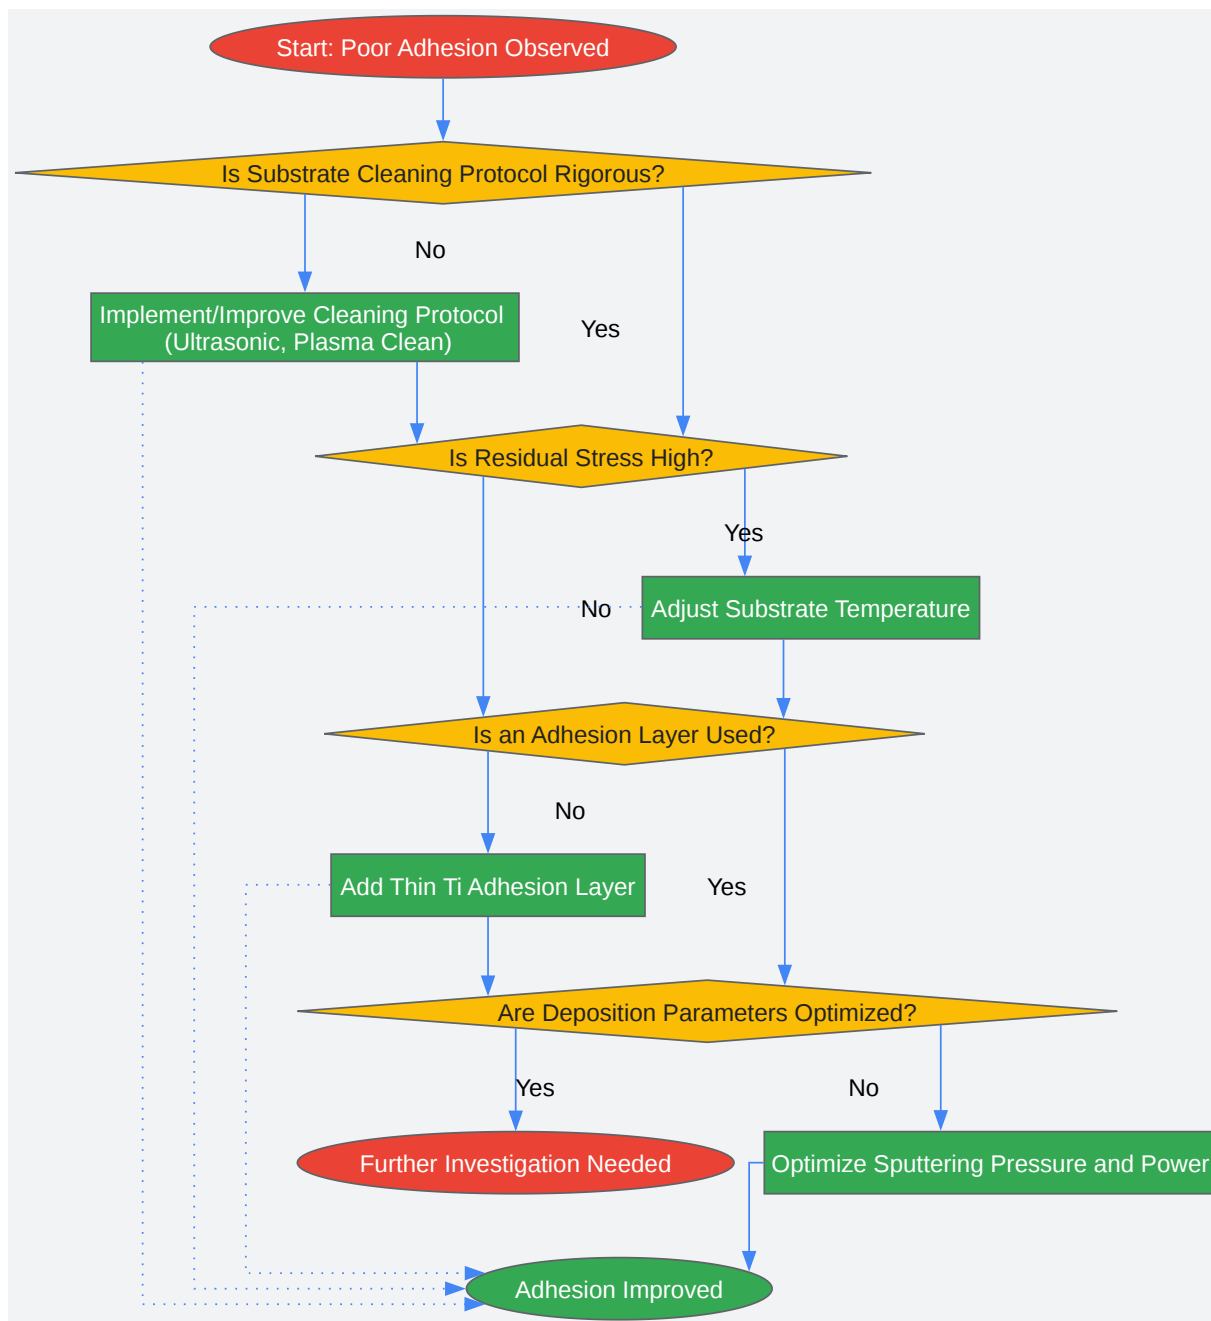 Start: Poor Adhesion Observed
Is Substrate Cleaning Protocol Rigorous?
No
Implement/Improve Cleaning Protocol
(Ultrasonic, Plasma Clean)
Yes
Is Residual Stress High?
Yes
No
Adjust Substrate Temperature
Is an Adhesion Layer Used?
No
Add Thin Ti Adhesion Layer
Yes
Are Deposition Parameters Optimized?
Yes
No
Further Investigation Needed
Optimize Sputtering Pressure and Power
Adhesion Improved